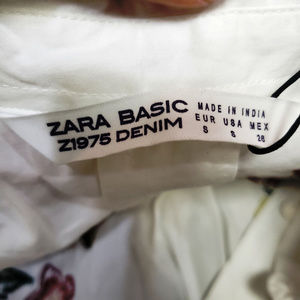 ZARA BASIC
Z1975 DENIM
MADE IN INDIA
EUR USA MEX
S S 26